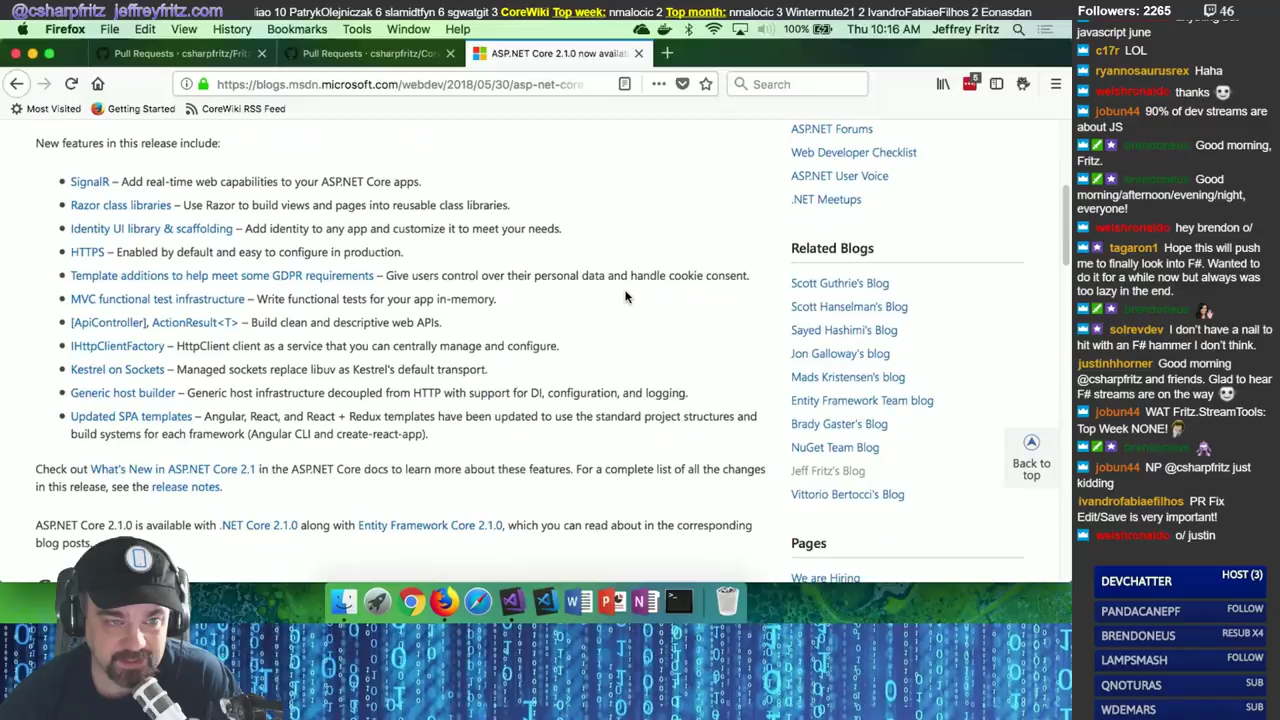 @csharpfritz jeffreyfritz.com
iao 10 PatrykOlejniczak 6 slamidtfyn 6 sgwatgit 3 CoreWiki Top week: nmalocic 2 Top month: nmalocic 3 Wintermute21 2 IvandroFabiaeFilhos 2 Eonasdan
Followers: 2265
46
Firefox File Edit View History Bookmarks Tools Window Help
100% Thu 10:16 AM Jeffrey Fritz
Pull Requests · csharpfritz/Fritz
Pull Requests · csharpfritz/Core
ASP.NET Core 2.1.0 now availa
https://blogs.msdn.microsoft.com/webdev/2018/05/30/asp-net-core
Search
5
Most Visited
Getting Started
CoreWiki RSS Feed
New features in this release include:
SignalR – Add real-time web capabilities to your ASP.NET Core apps.
Razor class libraries – Use Razor to build views and pages into reusable class libraries.
Identity UI library & scaffolding – Add identity to any app and customize it to meet your needs.
HTTPS – Enabled by default and easy to configure in production.
Template additions to help meet some GDPR requirements – Give users control over their personal data and handle cookie consent.
MVC functional test infrastructure – Write functional tests for your app in-memory.
[ApiController], ActionResult<T> – Build clean and descriptive web APIs.
IHttpClientFactory – HttpClient client as a service that you can centrally manage and configure.
Kestrel on Sockets – Managed sockets replace libuv as Kestrel's default transport.
Generic host builder – Generic host infrastructure decoupled from HTTP with support for DI, configuration, and logging.
Updated SPA templates – Angular, React, and React + Redux templates have been updated to use the standard project structures and
build systems for each framework (Angular CLI and create-react-app).
Check out What's New in ASP.NET Core 2.1 in the ASP.NET Core docs to learn more about these features. For a complete list of all the changes
in this release, see the release notes.
ASP.NET Core 2.1.0 is available with .NET Core 2.1.0 along with Entity Framework Core 2.1.0, which you can read about in the corresponding
blog posts.
ASP.NET Forums
Web Developer Checklist
ASP.NET User Voice
.NET Meetups
Related Blogs
Scott Guthrie's Blog
Scott Hanselman's Blog
Sayed Hashimi's Blog
Jon Galloway's blog
Mads Kristensen's blog
Entity Framework Team blog
Brady Gaster's Blog
NuGet Team Blog
Jeff Fritz's Blog
Vittorio Bertocci's Blog
Pages
We are Hiring
Back to
top
javascript june
c17r LOL
ryannosaurusrex Haha
welshronaldo thanks
jobun44 90% of dev streams are
about JS
brendoneus Good morning,
Fritz.
brendoneus Good
morning/afternoon/evening/night,
everyone!
welshronaldo hey brendon o/
tagaron1 Hope this will push
me to finally look into F#. Wanted to
do it for a while now but always was
too lazy in the end.
brendoneus
solrevdev I don't have a nail to
hit with an F# hammer I don't think.
justinhhorner Good morning
@csharpfritz and friends. Glad to hear
F# streams are on the way
jobun44 WAT Fritz.StreamTools:
Top Week NONE!
brendoneus
jobun44 NP @csharpfritz just
kidding
ivandrofabiaefilhos PR Fix
Edit/Save is very important!
welshronaldo o/ justin
DEVCHATTER HOST (3)
PANDACANEPF FOLLOW
BRENDONEUS RESUB X4
LAMPSMASH FOLLOW
QNOTURAS SUB
WDEMARS SUB